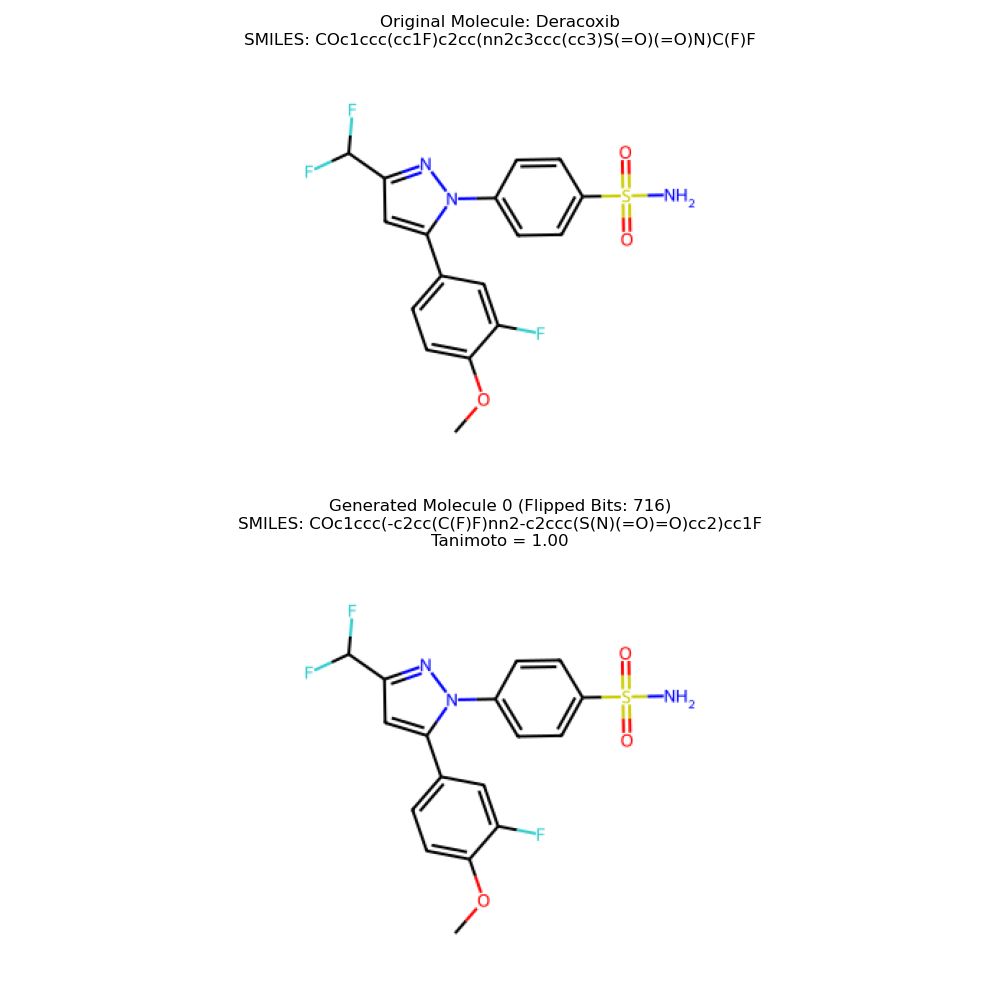 Original Molecule: Deracoxib
SMILES: COc1ccc(cc1F)c2cc(nn2c3ccc(cc3)S(=O)(=O)N)C(F)F
F
F
N
N
O
S
NH2
O
F
O
Generated Molecule 0 (Flipped Bits: 716)
SMILES: COc1ccc(-c2cc(C(F)F)nn2-c2ccc(S(N)(=O)=O)cc2)cc1F
Tanimoto = 1.00
F
F
N
N
O
S
NH2
O
F
O